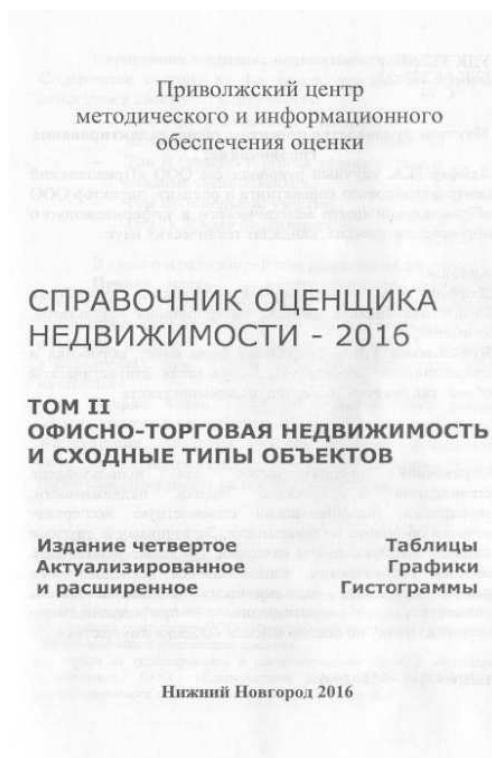 Приволжский центр
методического и информационного
обеспечения оценки
СПРАВОЧНИК ОЦЕНЩИКА
НЕДВИЖИМОСТИ - 2016
ТОМ II
ОФИСНО-ТОРГОВАЯ НЕДВИЖИМОСТЬ
И СХОДНЫЕ ТИПЫ ОБЪЕКТОВ
Издание четвертое Таблицы
Актуализированное Графики
и расширенное Гистограммы
Нижний Новгород 2016